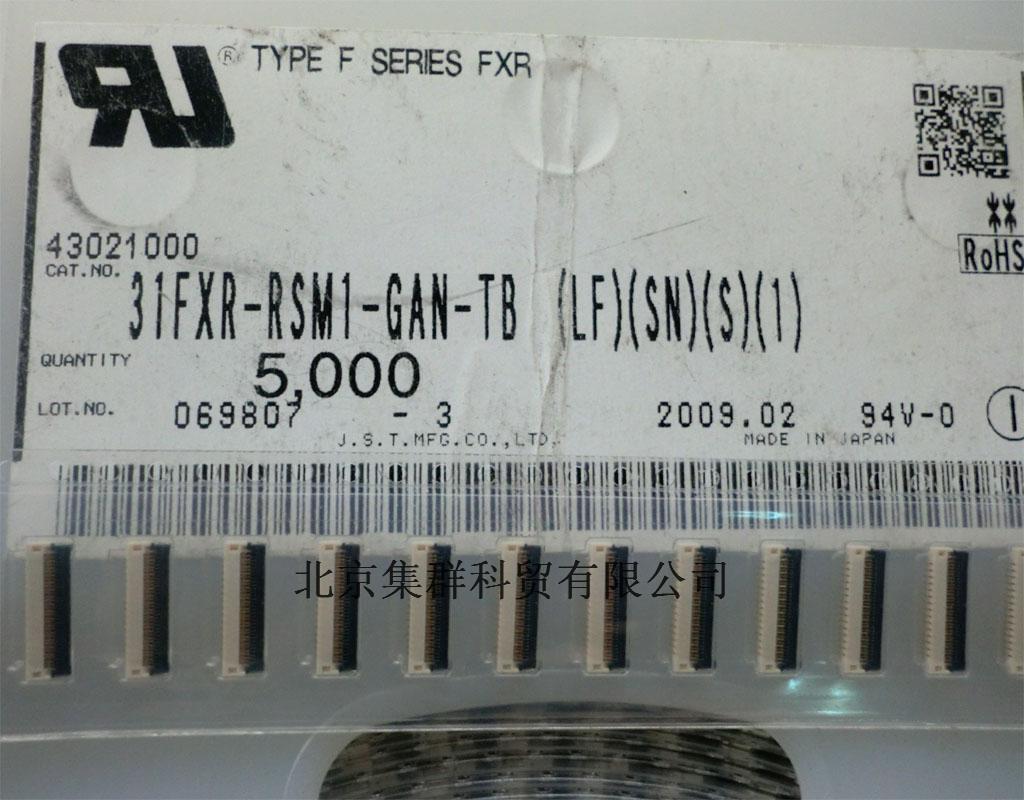 ® TYPE F SERIES FXR
43021000
CAT.NO.
31FXR-RSM1-GAN-TB (LF)(SN)(S)(1)
RoHS
QUANTITY
5,000
LOT.NO. 069807 - 3 2009.02 94V-0 1
J.S.T.MFG.CO.,LTD. MADE IN JAPAN
北京集群科贸有限公司